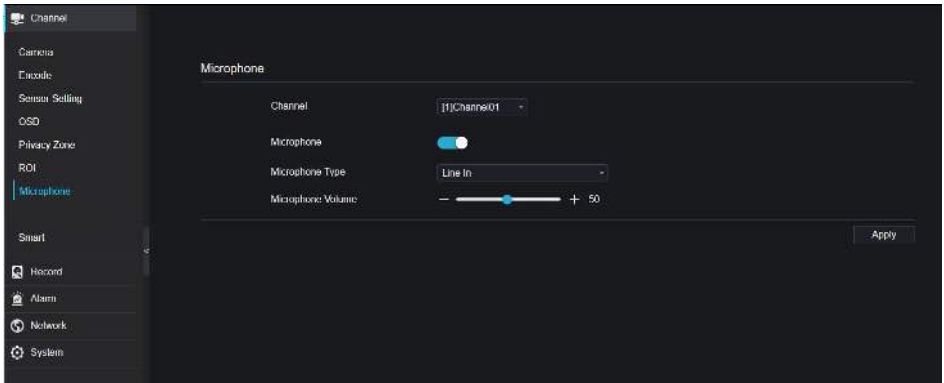 Channel
Camera
Encode
Sensor Setting
OSD
Privacy Zone
ROI
Microphone
Smart
Record
Alarm
Network
System
Microphone
Channel [1]Channel01
Microphone
Microphone Type Line In
Microphone Volume 50
Apply